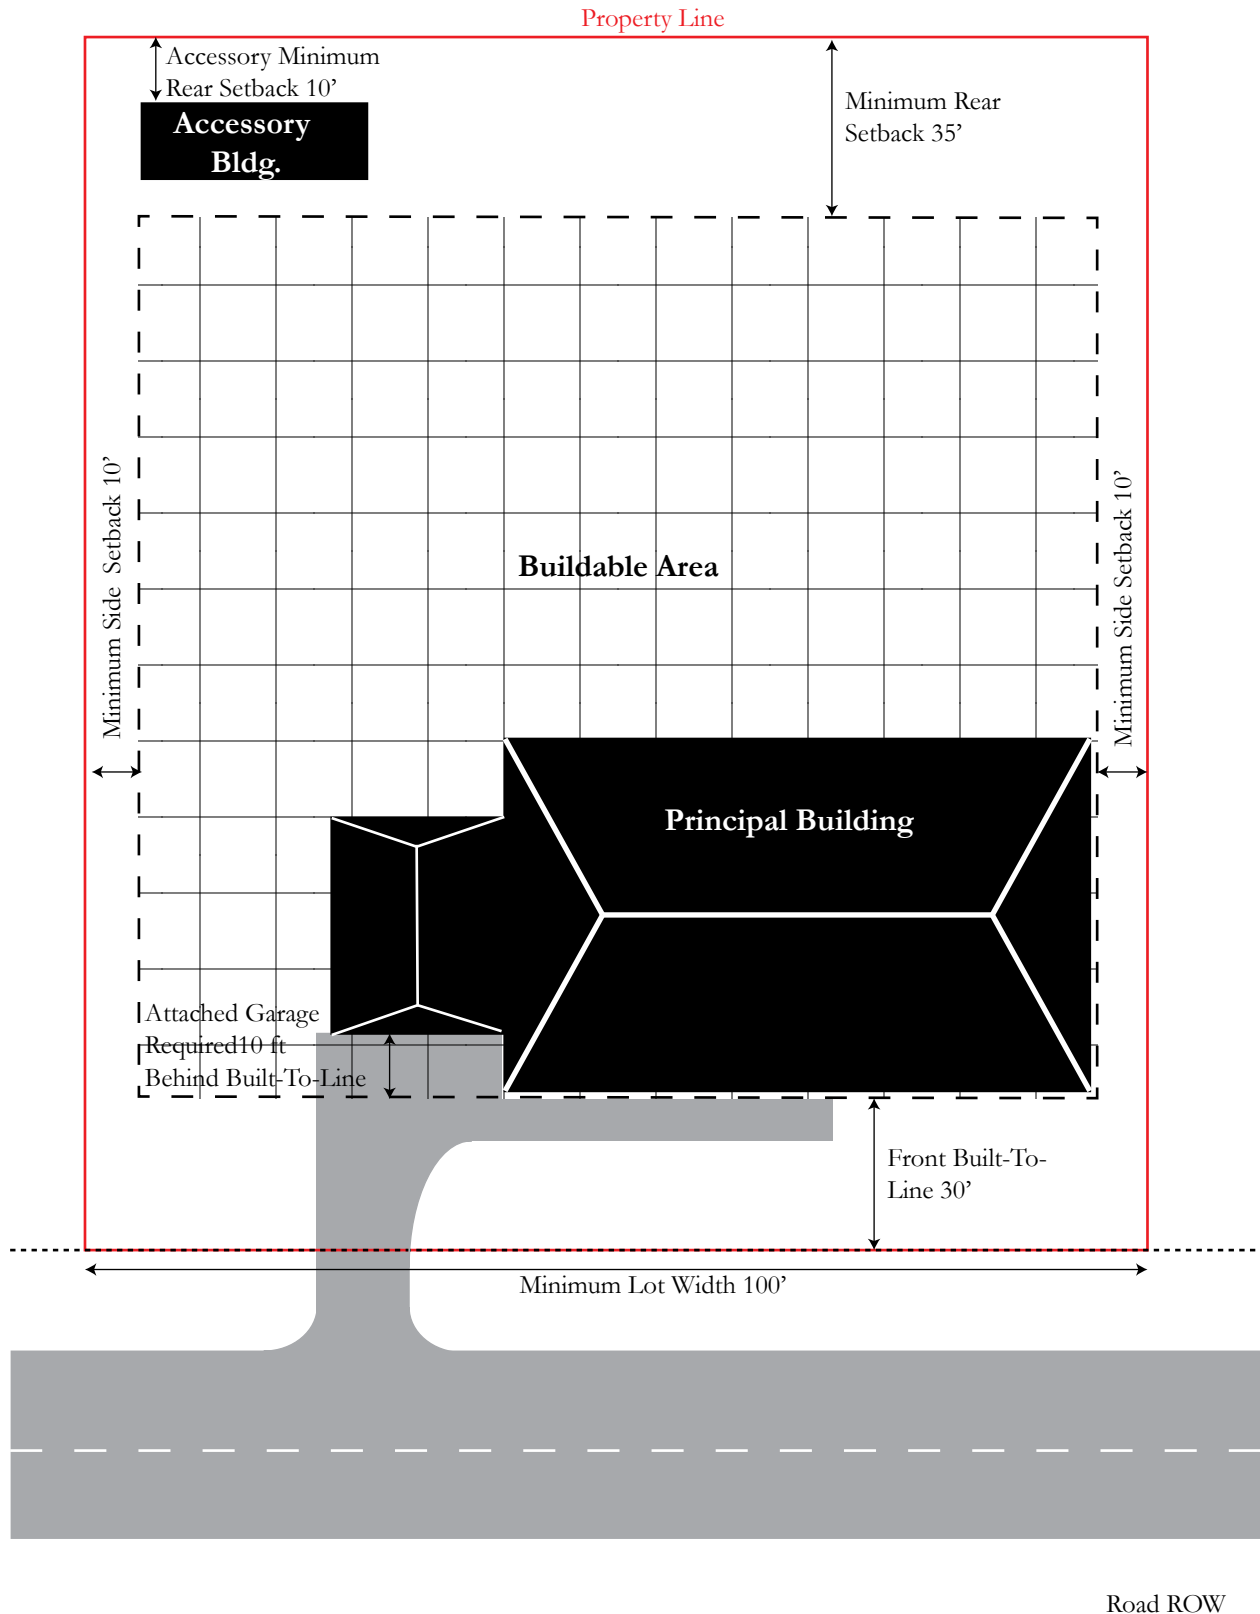 Property Line
Accessory Minimum
Rear Setback 10’
Accessory
Bldg.
Minimum Rear
Setback 35’
Minimum Side  Setback 10’
Minimum Side Setback 10’
Buildable Area
Principal Building
Attached Garage
Required10 ft
Behind Built-To-Line
Front Built-To-
Line 30’
Minimum Lot Width 100’
Road ROW